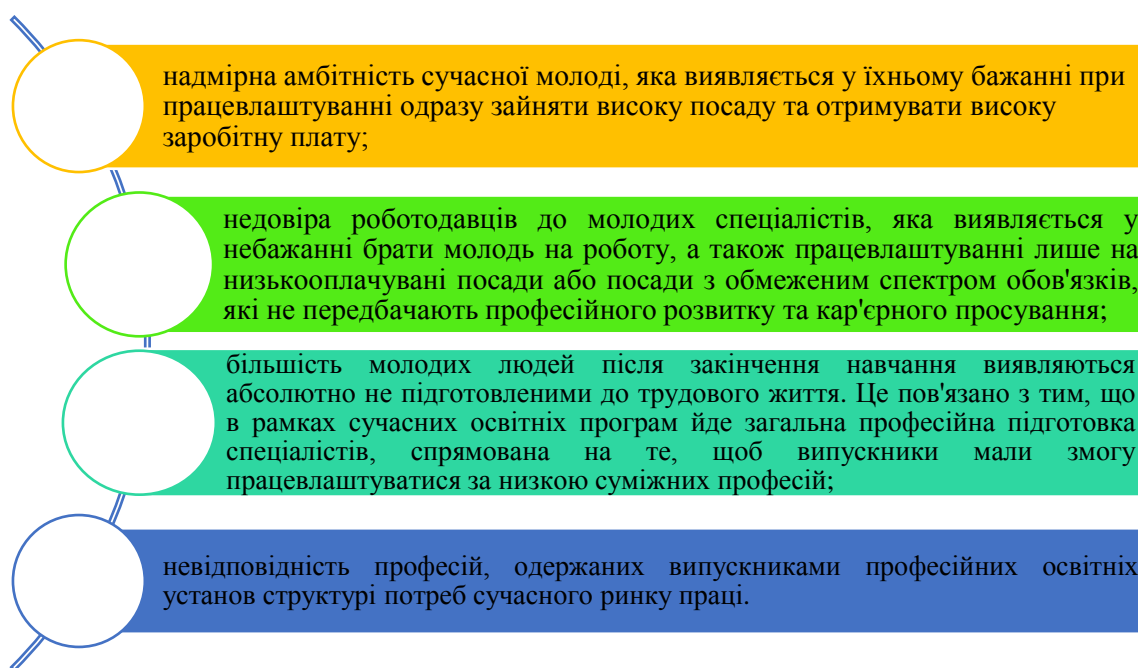 надмірна амбітність сучасної молоді, яка виявляється у їхньому бажанні при
працевлаштуванні одразу зайняти високу посаду та отримувати високу
заробітну плату;
недовіра роботодавців до молодих спеціалістів, яка виявляється у
небажанні брати молодь на роботу, а також працевлаштуванні лише на
низькооплачувані посади або посади з обмеженим спектром обов'язків,
які не передбачають професійного розвитку та кар'єрного просування;
більшість молодих людей після закінчення навчання виявляються
абсолютно не підготовленими до трудового життя. Це пов'язано з тим, що
в рамках сучасних освітніх програм йде загальна професійна підготовка
спеціалістів, спрямована на те, щоб випускники мали змогу
працевлаштуватися за низкою суміжних професій;
невідповідність професій, одержаних випускниками професійних освітніх
установ структурі потреб сучасного ринку праці.